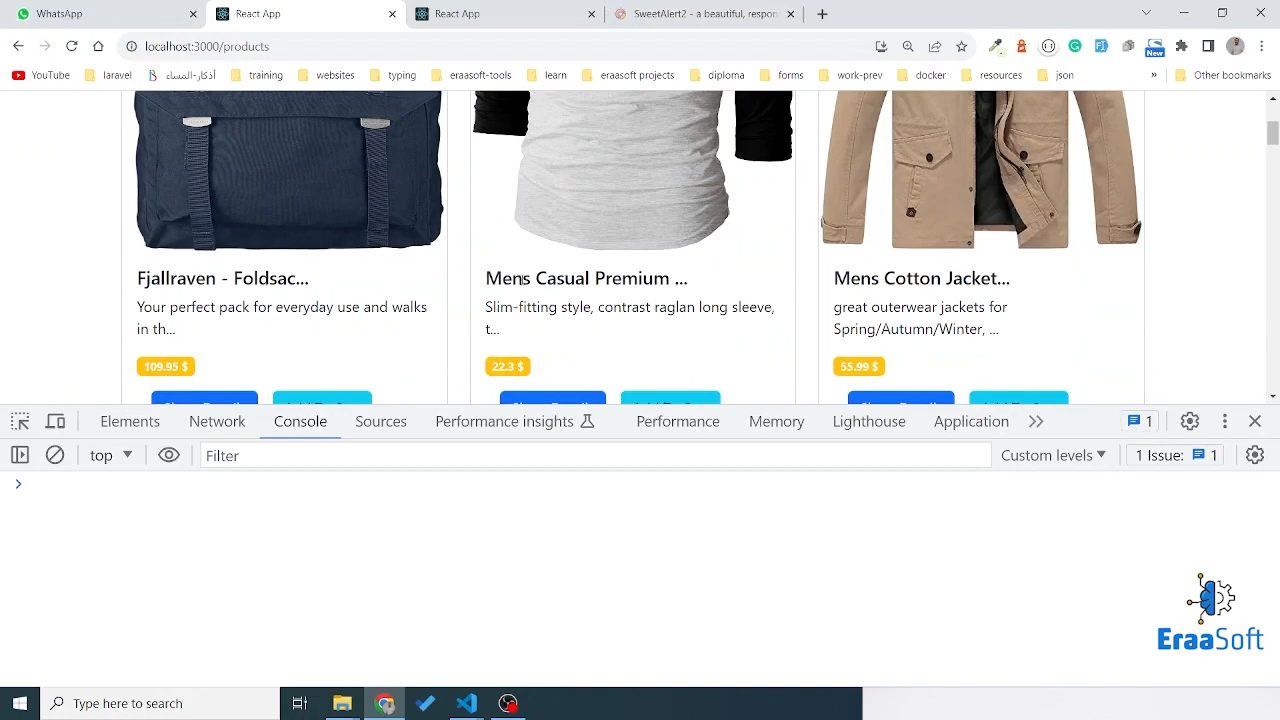 WhatsApp
React App
React App
SweetAlert2 - a beautiful, respon
localhost:3000/products
New
YouTube
laravel
أذكار-المساء
training
websites
typing
eraasoft-tools
learn
eraasoft projects
diploma
forms
work-prev
docker
resources
json
»
Other bookmarks
Fjallraven - Foldsac...
Your perfect pack for everyday use and walks
in th...
109.95 $
Mens Casual Premium ...
Slim-fitting style, contrast raglan long sleeve,
t...
22.3 $
Mens Cotton Jacket...
great outerwear jackets for
Spring/Autumn/Winter, ...
55.99 $
Elements
Network
Console
Sources
Performance insights
Performance
Memory
Lighthouse
Application
1
top
Filter
Custom levels
1 Issue:
1
EraaSoft
Type here to search